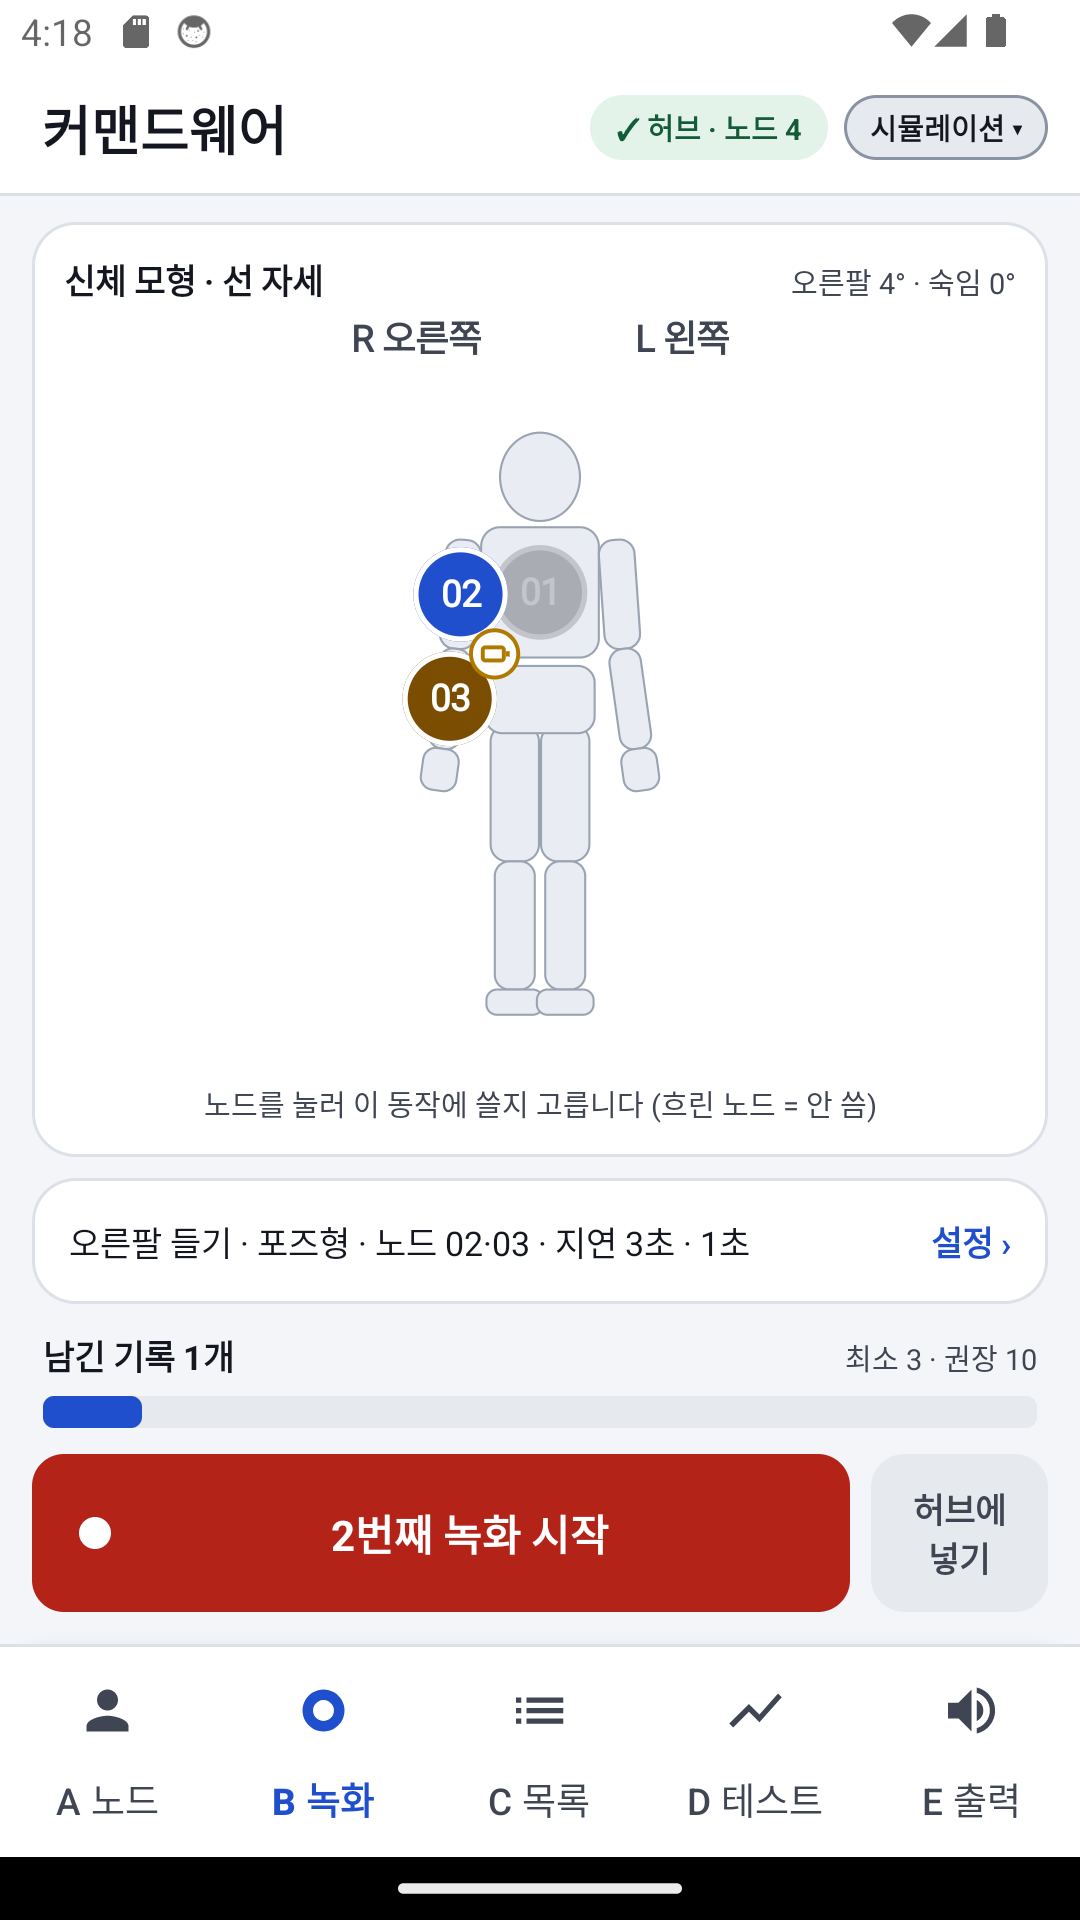 4:18
커맨드웨어
✓ 허브 · 노드 4
시뮬레이션 ▾
신체 모형 · 선 자세
오른팔 4° · 숙임 0°
R 오른쪽
L 왼쪽
02
01
03
노드를 눌러 이 동작에 쓸지 고릅니다 (흐린 노드 = 안 씀)
오른팔 들기 · 포즈형 · 노드 02·03 · 지연 3초 · 1초
설정 ›
남긴 기록 1개
최소 3 · 권장 10
2번째 녹화 시작
허브에
넣기
A 노드
B 녹화
C 목록
D 테스트
E 출력